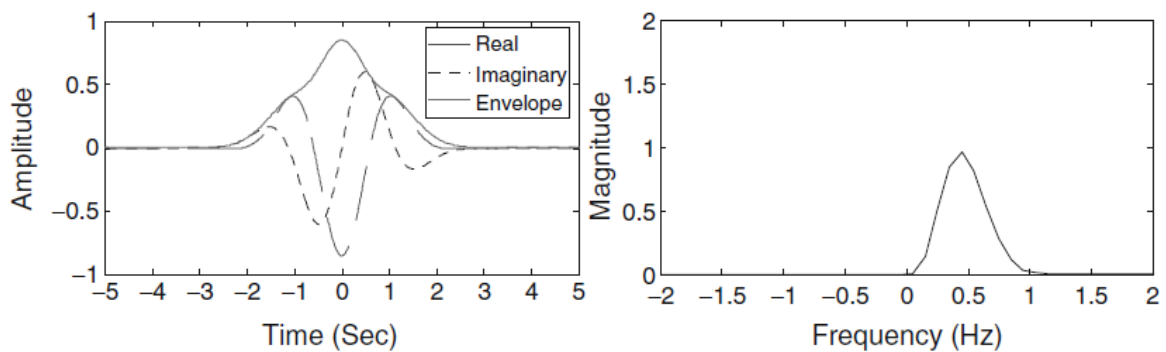 Amplitude
1
0.5
0
−0.5
−1
−5 −4 −3 −2 −1 0 1 2 3 4 5
Time (Sec)
Real
Imaginary
Envelope
Magnitude
2
1.5
1
0.5
0
−2 −1.5 −1 −0.5 0 0.5 1 1.5 2
Frequency (Hz)